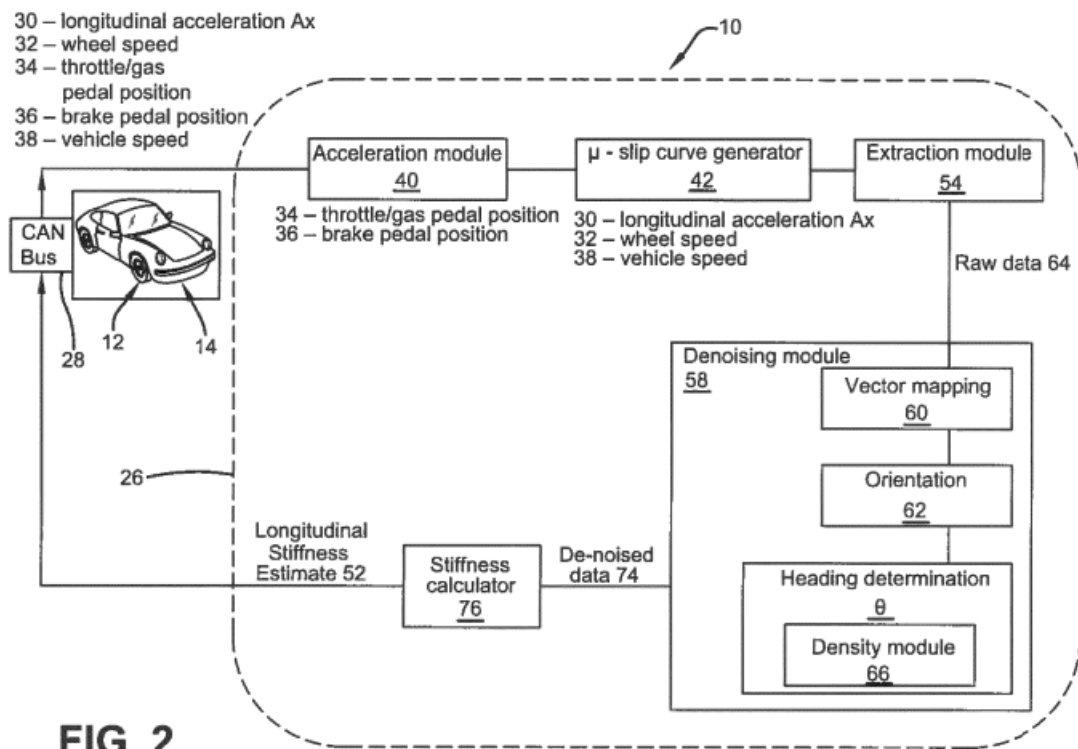 30 – longitudinal acceleration Ax
32 – wheel speed
34 – throttle/gas
pedal position
36 – brake pedal position
38 – vehicle speed
10
Acceleration module
40
μ - slip curve generator
42
Extraction module
54
34 – throttle/gas pedal position
36 – brake pedal position
30 – longitudinal acceleration Ax
32 – wheel speed
38 – vehicle speed
CAN
Bus
28
12
14
Raw data 64
Denoising module
58
Vector mapping
60
Orientation
62
Heading determination
θ
Density module
66
26
Longitudinal
Stiffness
Estimate 52
Stiffness
calculator
76
De-noised
data 74
FIG. 2